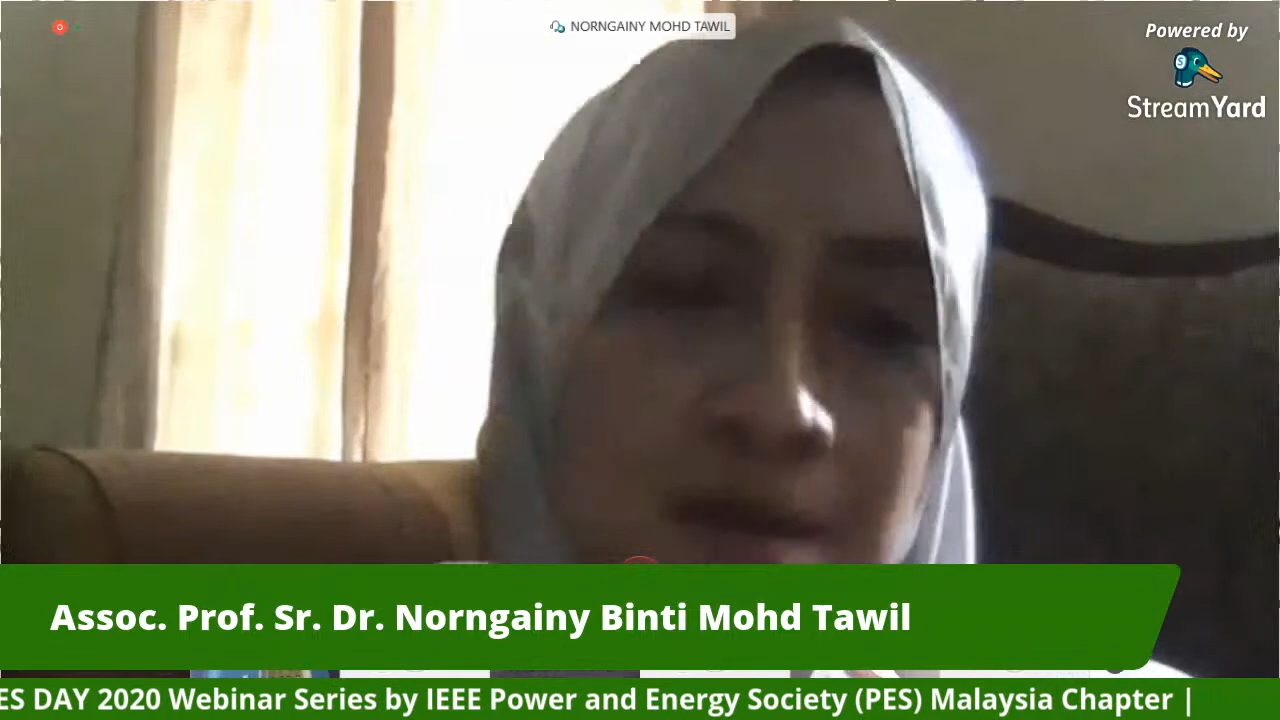 NORNGAINY MOHD TAWIL
Powered by
StreamYard
Assoc. Prof. Sr. Dr. Norngainy Binti Mohd Tawil
ES DAY 2020 Webinar Series by IEEE Power and Energy Society (PES) Malaysia Chapter |